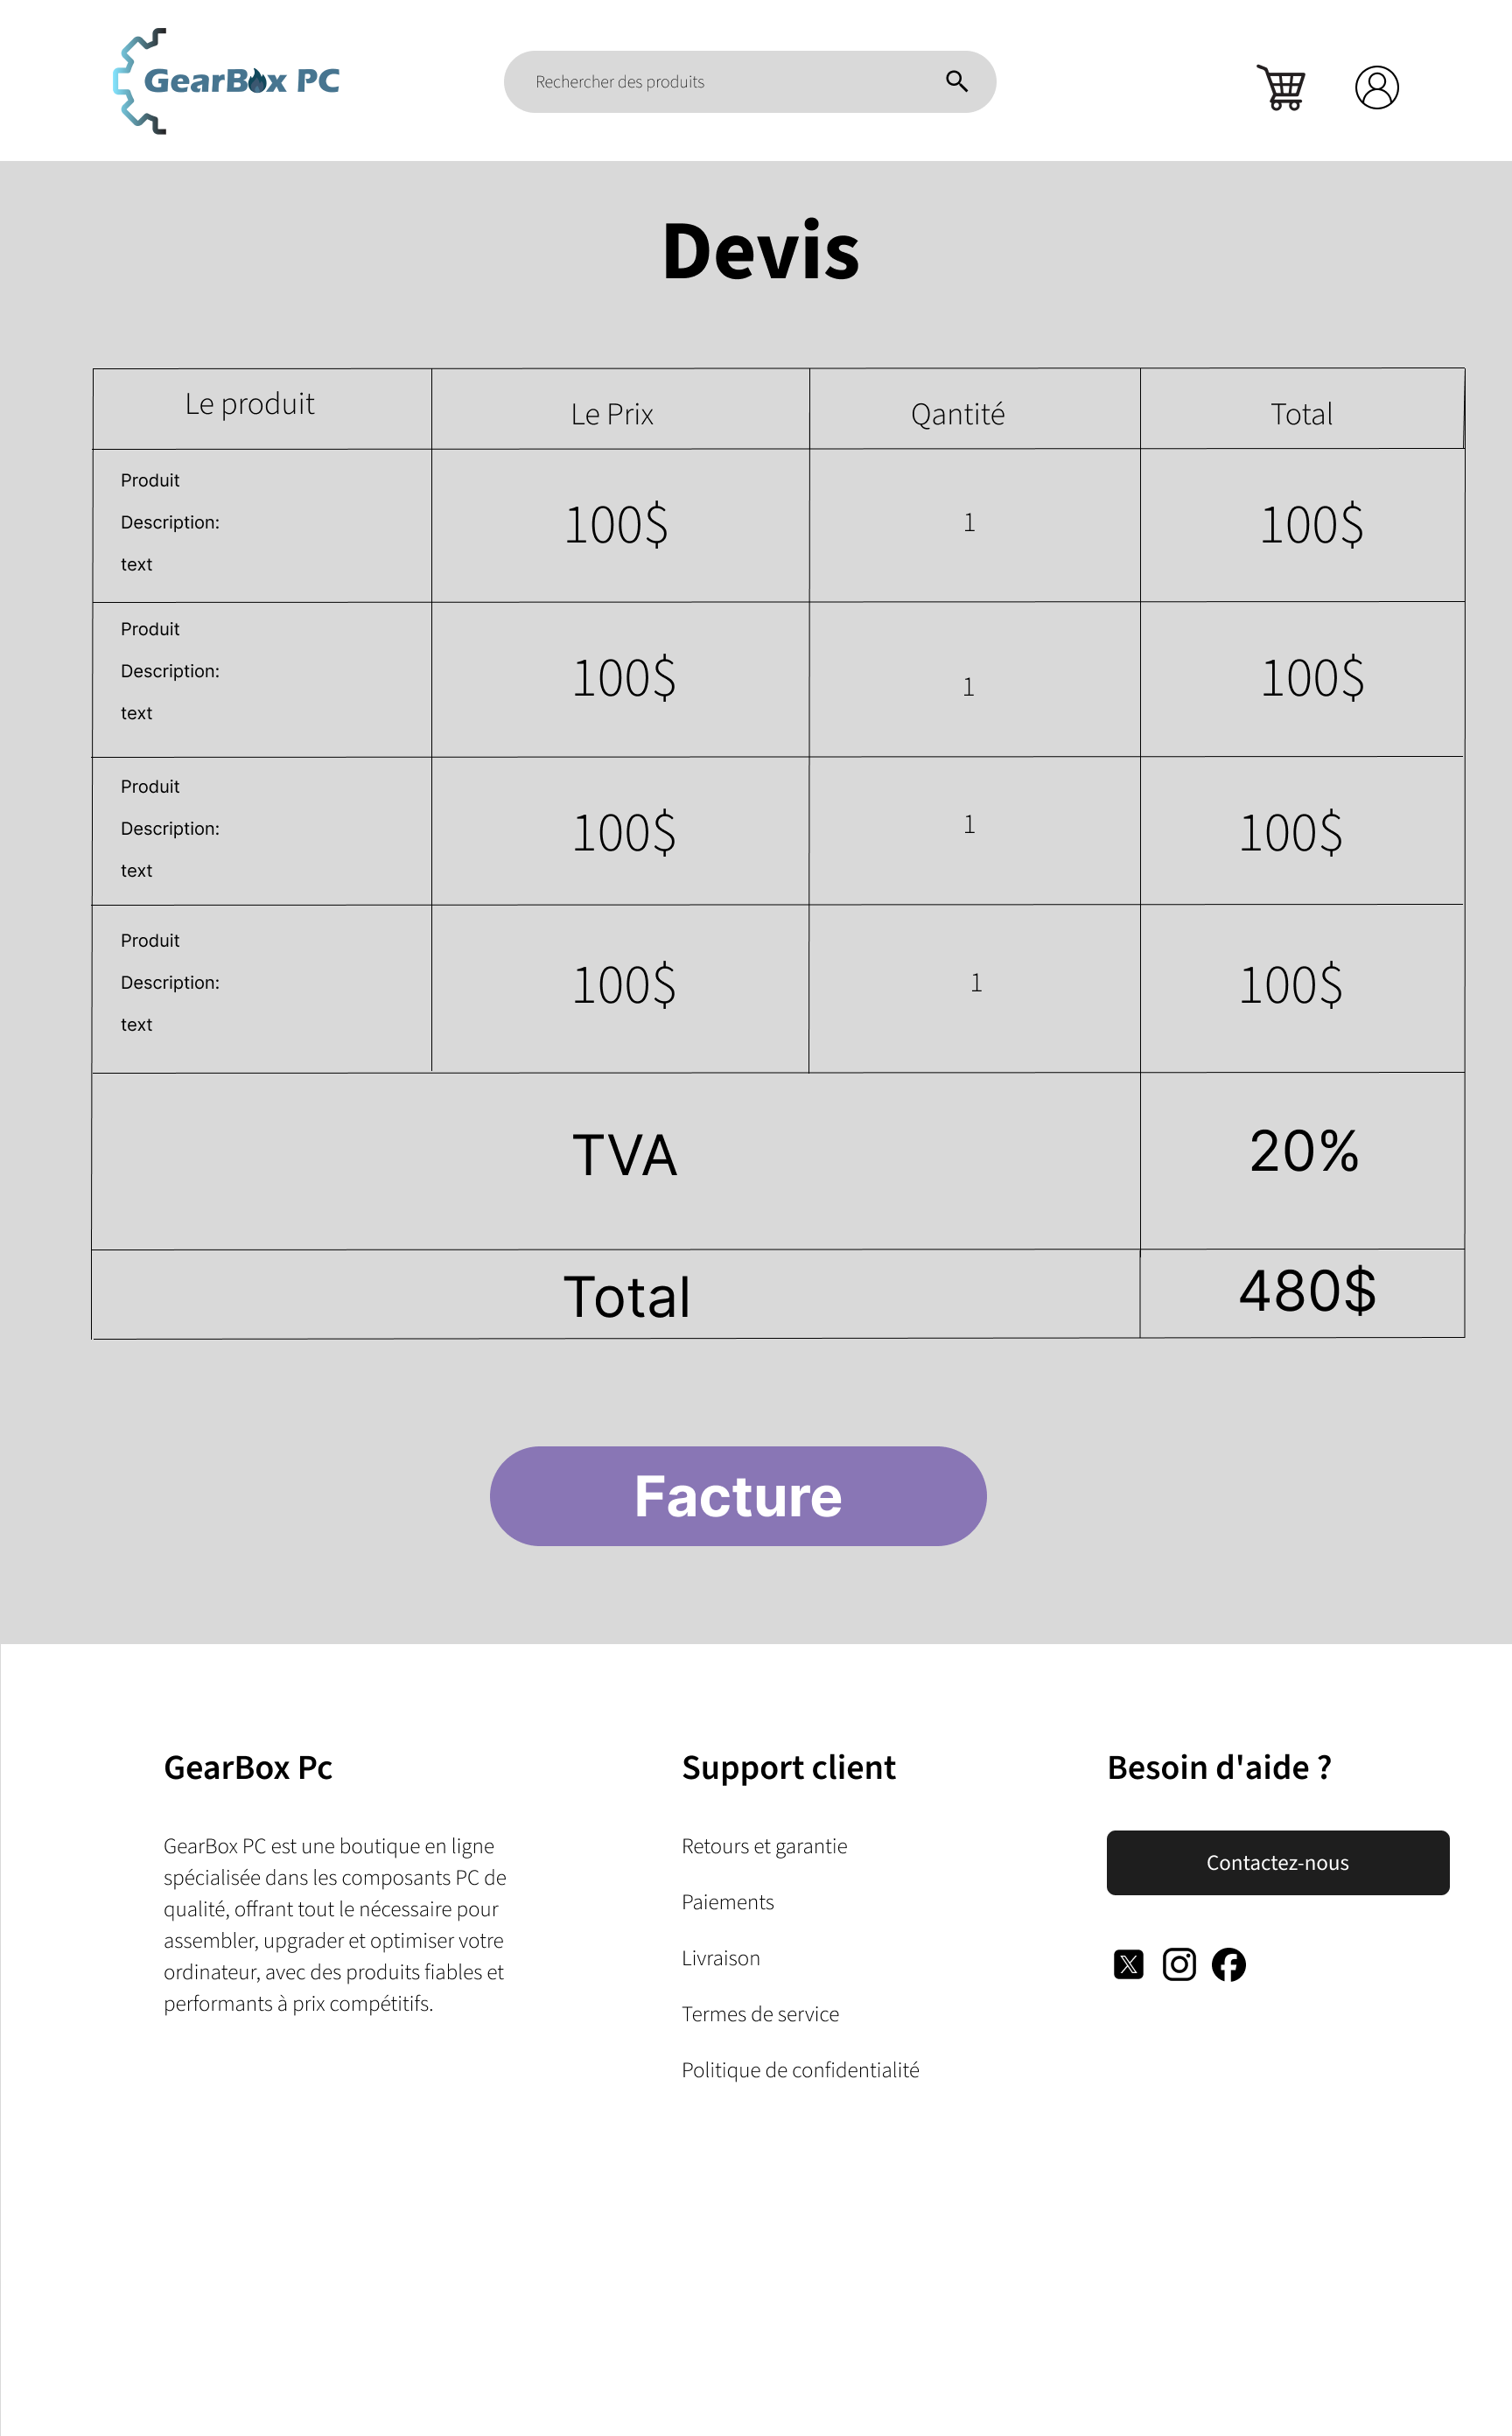 GearBox PC
Rechercher des produits
Devis
Le produit
Le Prix
Qantité
Total
Produit
Description:
text
100$
1
100$
Produit
Description:
text
100$
1
100$
Produit
Description:
text
100$
1
100$
Produit
Description:
text
100$
1
100$
TVA
20%
Total
480$
Facture
GearBox Pc
GearBox PC est une boutique en ligne
spécialisée dans les composants PC de
qualité, offrant tout le nécessaire pour
assembler, upgrader et optimiser votre
ordinateur, avec des produits fiables et
performants à prix compétitifs.
Support client
Retours et garantie
Paiements
Livraison
Termes de service
Politique de confidentialité
Besoin d'aide ?
Contactez-nous